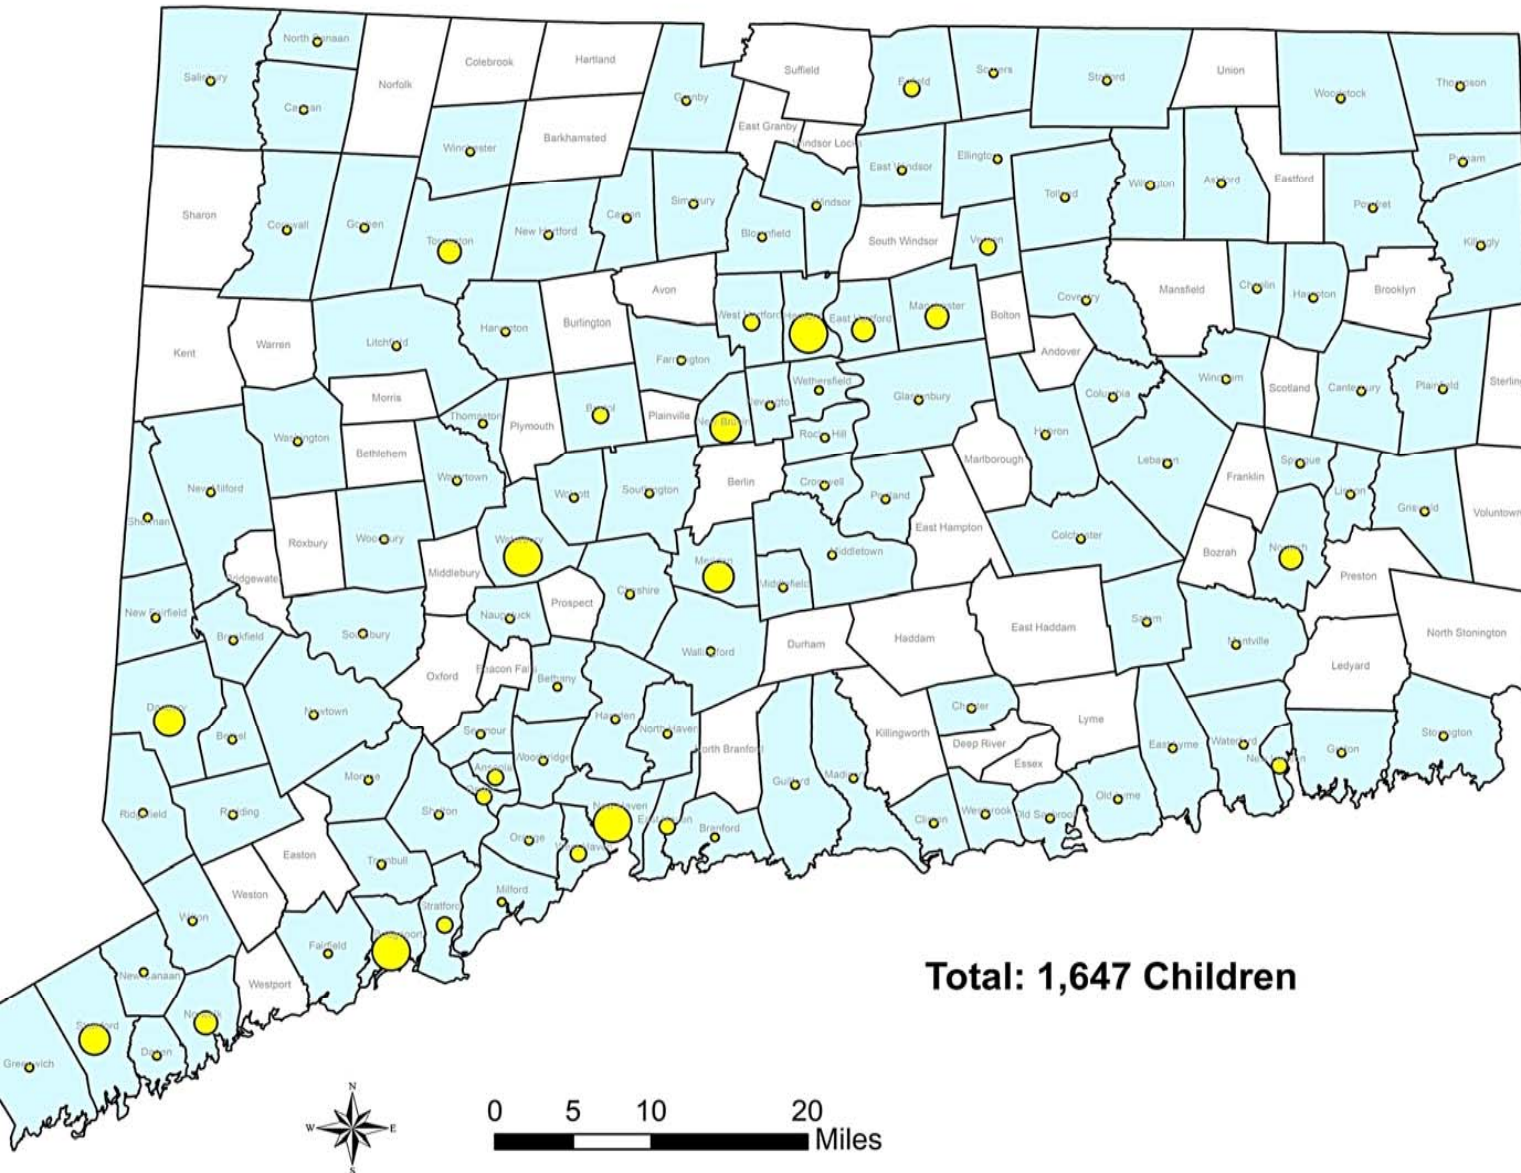 North Canaan
Salisbury
Canaan
Norfolk
Colebrook
Hartland
Granby
Suffield
Enfield
Somers
Stafford
Union
Woodstock
Thompson
Winchester
Barkhamsted
East Granby
Windsor Locks
East Windsor
Ellington
Tolland
Willington
Ashford
Eastford
Pomfret
Putnam
Killingly
Sharon
Cornwall
Goshen
Torrington
New Hartford
Canton
Simsbury
Bloomfield
Windsor
South Windsor
Vernon
Kent
Warren
Litchfield
Harwinton
Burlington
Avon
West Hartford
Hartford
East Hartford
Manchester
Bolton
Coventry
Mansfield
Chaplin
Hampton
Brooklyn
Andover
Farmington
Morris
Thomaston
Plymouth
Bristol
Plainville
New Britain
Newington
Wethersfield
Rocky Hill
Glastonbury
Hebron
Columbia
Windham
Scotland
Canterbury
Plainfield
Sterling
Washington
Bethlehem
Watertown
Wolcott
Southington
Berlin
Cromwell
Portland
Marlborough
East Hampton
Lebanon
Franklin
Sprague
Lisbon
Griswold
Voluntown
New Milford
Sherman
Roxbury
Woodbury
Middlebury
Waterbury
Cheshire
Meriden
Middlefield
Middletown
Colchester
Bozrah
Norwich
Preston
Bridgewater
New Fairfield
Brookfield
Southbury
Naugatuck
Prospect
Wallingford
Durham
Haddam
East Haddam
Salem
Montville
Ledyard
North Stonington
Oxford
Beacon Falls
Bethany
Danbury
Bethel
Newtown
Seymour
Woodbridge
Hamden
North Haven
North Branford
Guilford
Madison
Killingworth
Chester
Deep River
Essex
Lyme
East Lyme
Waterford
New London
Groton
Stonington
Ridgefield
Redding
Monroe
Shelton
Ansonia
Derby
Orange
New Haven
West Haven
East Haven
Branford
Clinton
Westbrook
Old Saybrook
Old Lyme
Easton
Trumbull
Weston
Wilton
Milford
Stratford
Bridgeport
Fairfield
Westport
New Canaan
Norwalk
Darien
Stamford
Greenwich
Total: 1,647 Children
N
W E
S
0 5 10 20
Miles